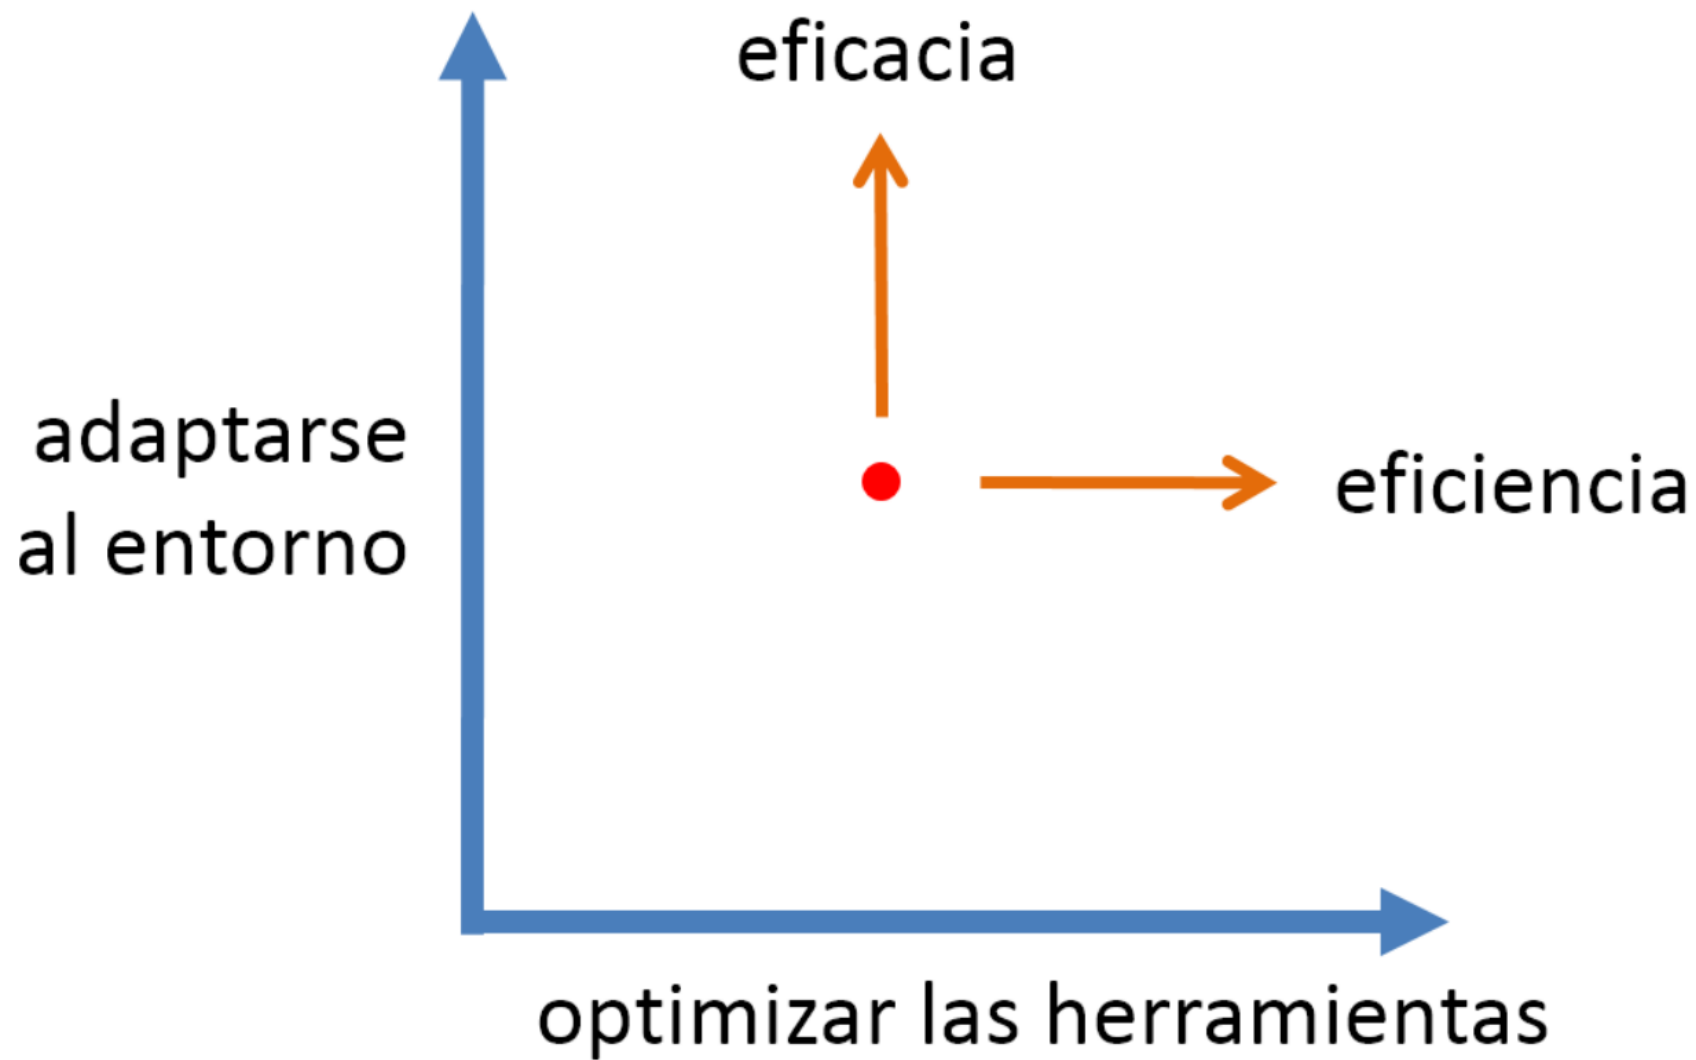 eficacia
adaptarse
al entorno
eficiencia
optimizar las herramientas